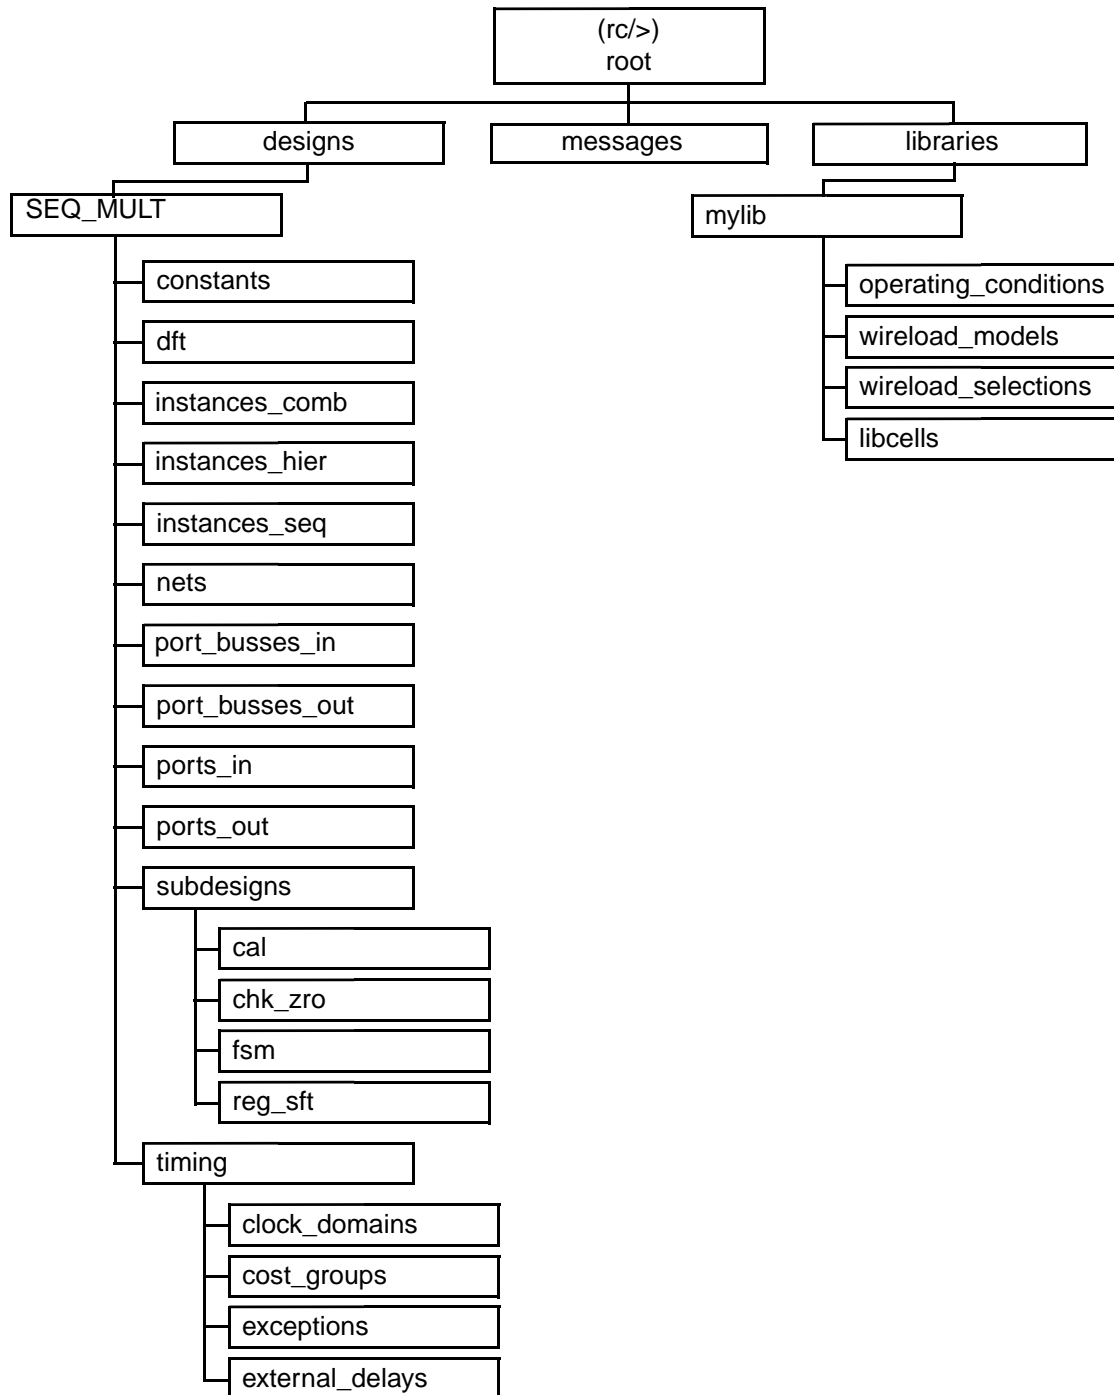 (rc/>)
root
designs
messages
libraries
SEQ_MULT
mylib
constants
dft
instances_comb
instances_hier
instances_seq
nets
port_busses_in
port_busses_out
ports_in
ports_out
subdesigns
cal
chk_zro
fsm
reg_sft
timing
clock_domains
cost_groups
exceptions
external_delays
operating_conditions
wireload_models
wireload_selections
libcells